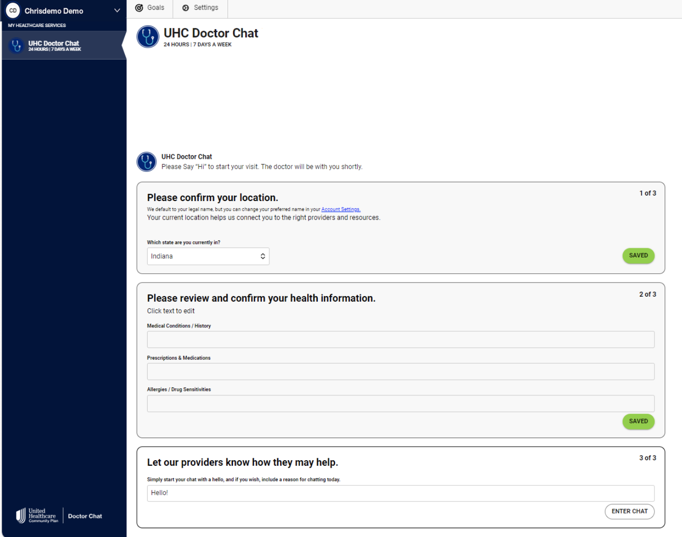 CD Chrisdemo Demo
MY HEALTHCARE SERVICES
UHC Doctor Chat
24 HOURS | 7 DAYS A WEEK
United
Healthcare
Community Plan
Doctor Chat
Goals Settings
UHC Doctor Chat
24 HOURS | 7 DAYS A WEEK
UHC Doctor Chat
Please Say "Hi" to start your visit. The doctor will be with you shortly.
Please confirm your location.
1 of 3
We default to your legal name, but you can change your preferred name in your Account Settings.
Your current location helps us connect you to the right providers and resources.
Which state are you currently in?
Indiana
SAVED
Please review and confirm your health information.
2 of 3
Click text to edit
Medical Conditions / History
Prescriptions & Medications
Allergies / Drug Sensitivities
SAVED
Let our providers know how they may help.
3 of 3
Simply start your chat with a hello, and if you wish, include a reason for chatting today.
Hello!
ENTER CHAT